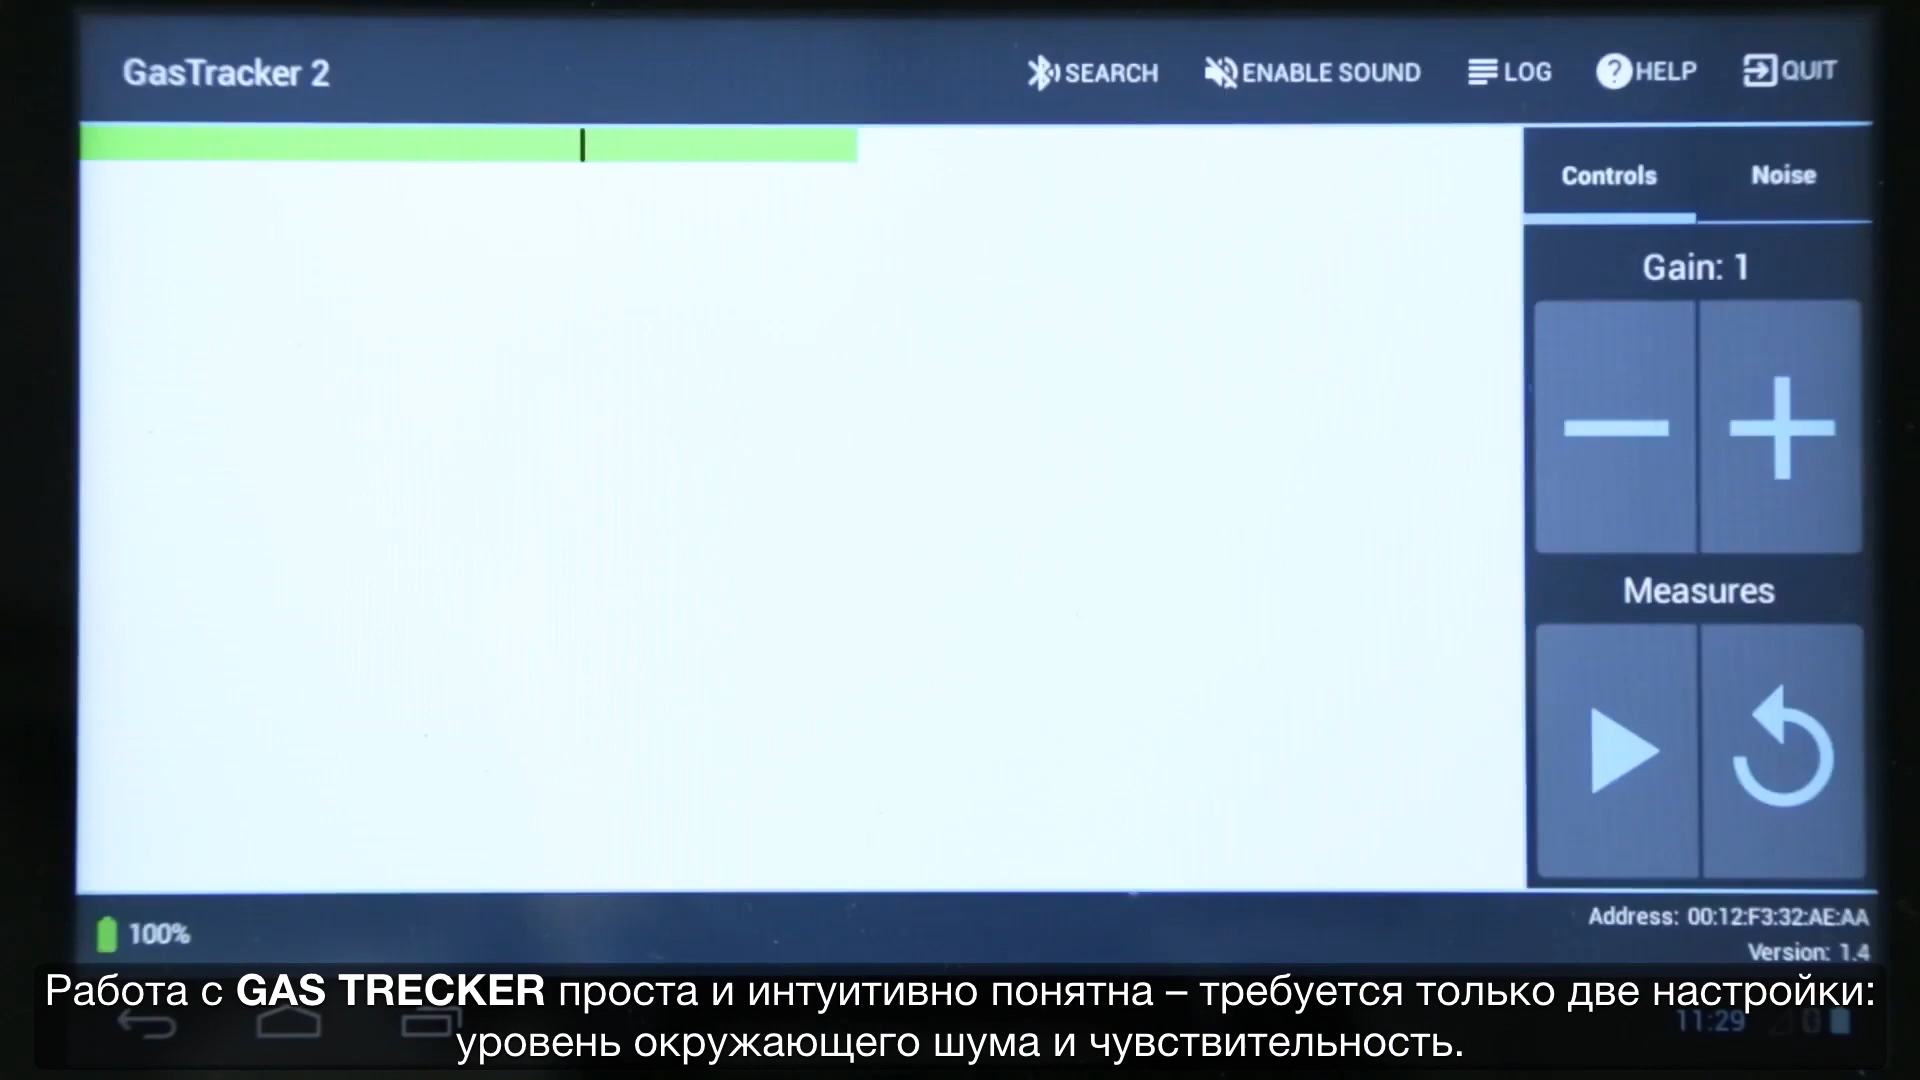 GasTracker 2
SEARCH
ENABLE SOUND
LOG
HELP
QUIT
Controls
Noise
Gain: 1
Measures
100%
Address: 00:12:F3:32:AE:AA
Version: 1.4
Работа с GAS TRECKER проста и интуитивно понятна – требуется только две настройки:
уровень окружающего шума и чувствительность.
11:29